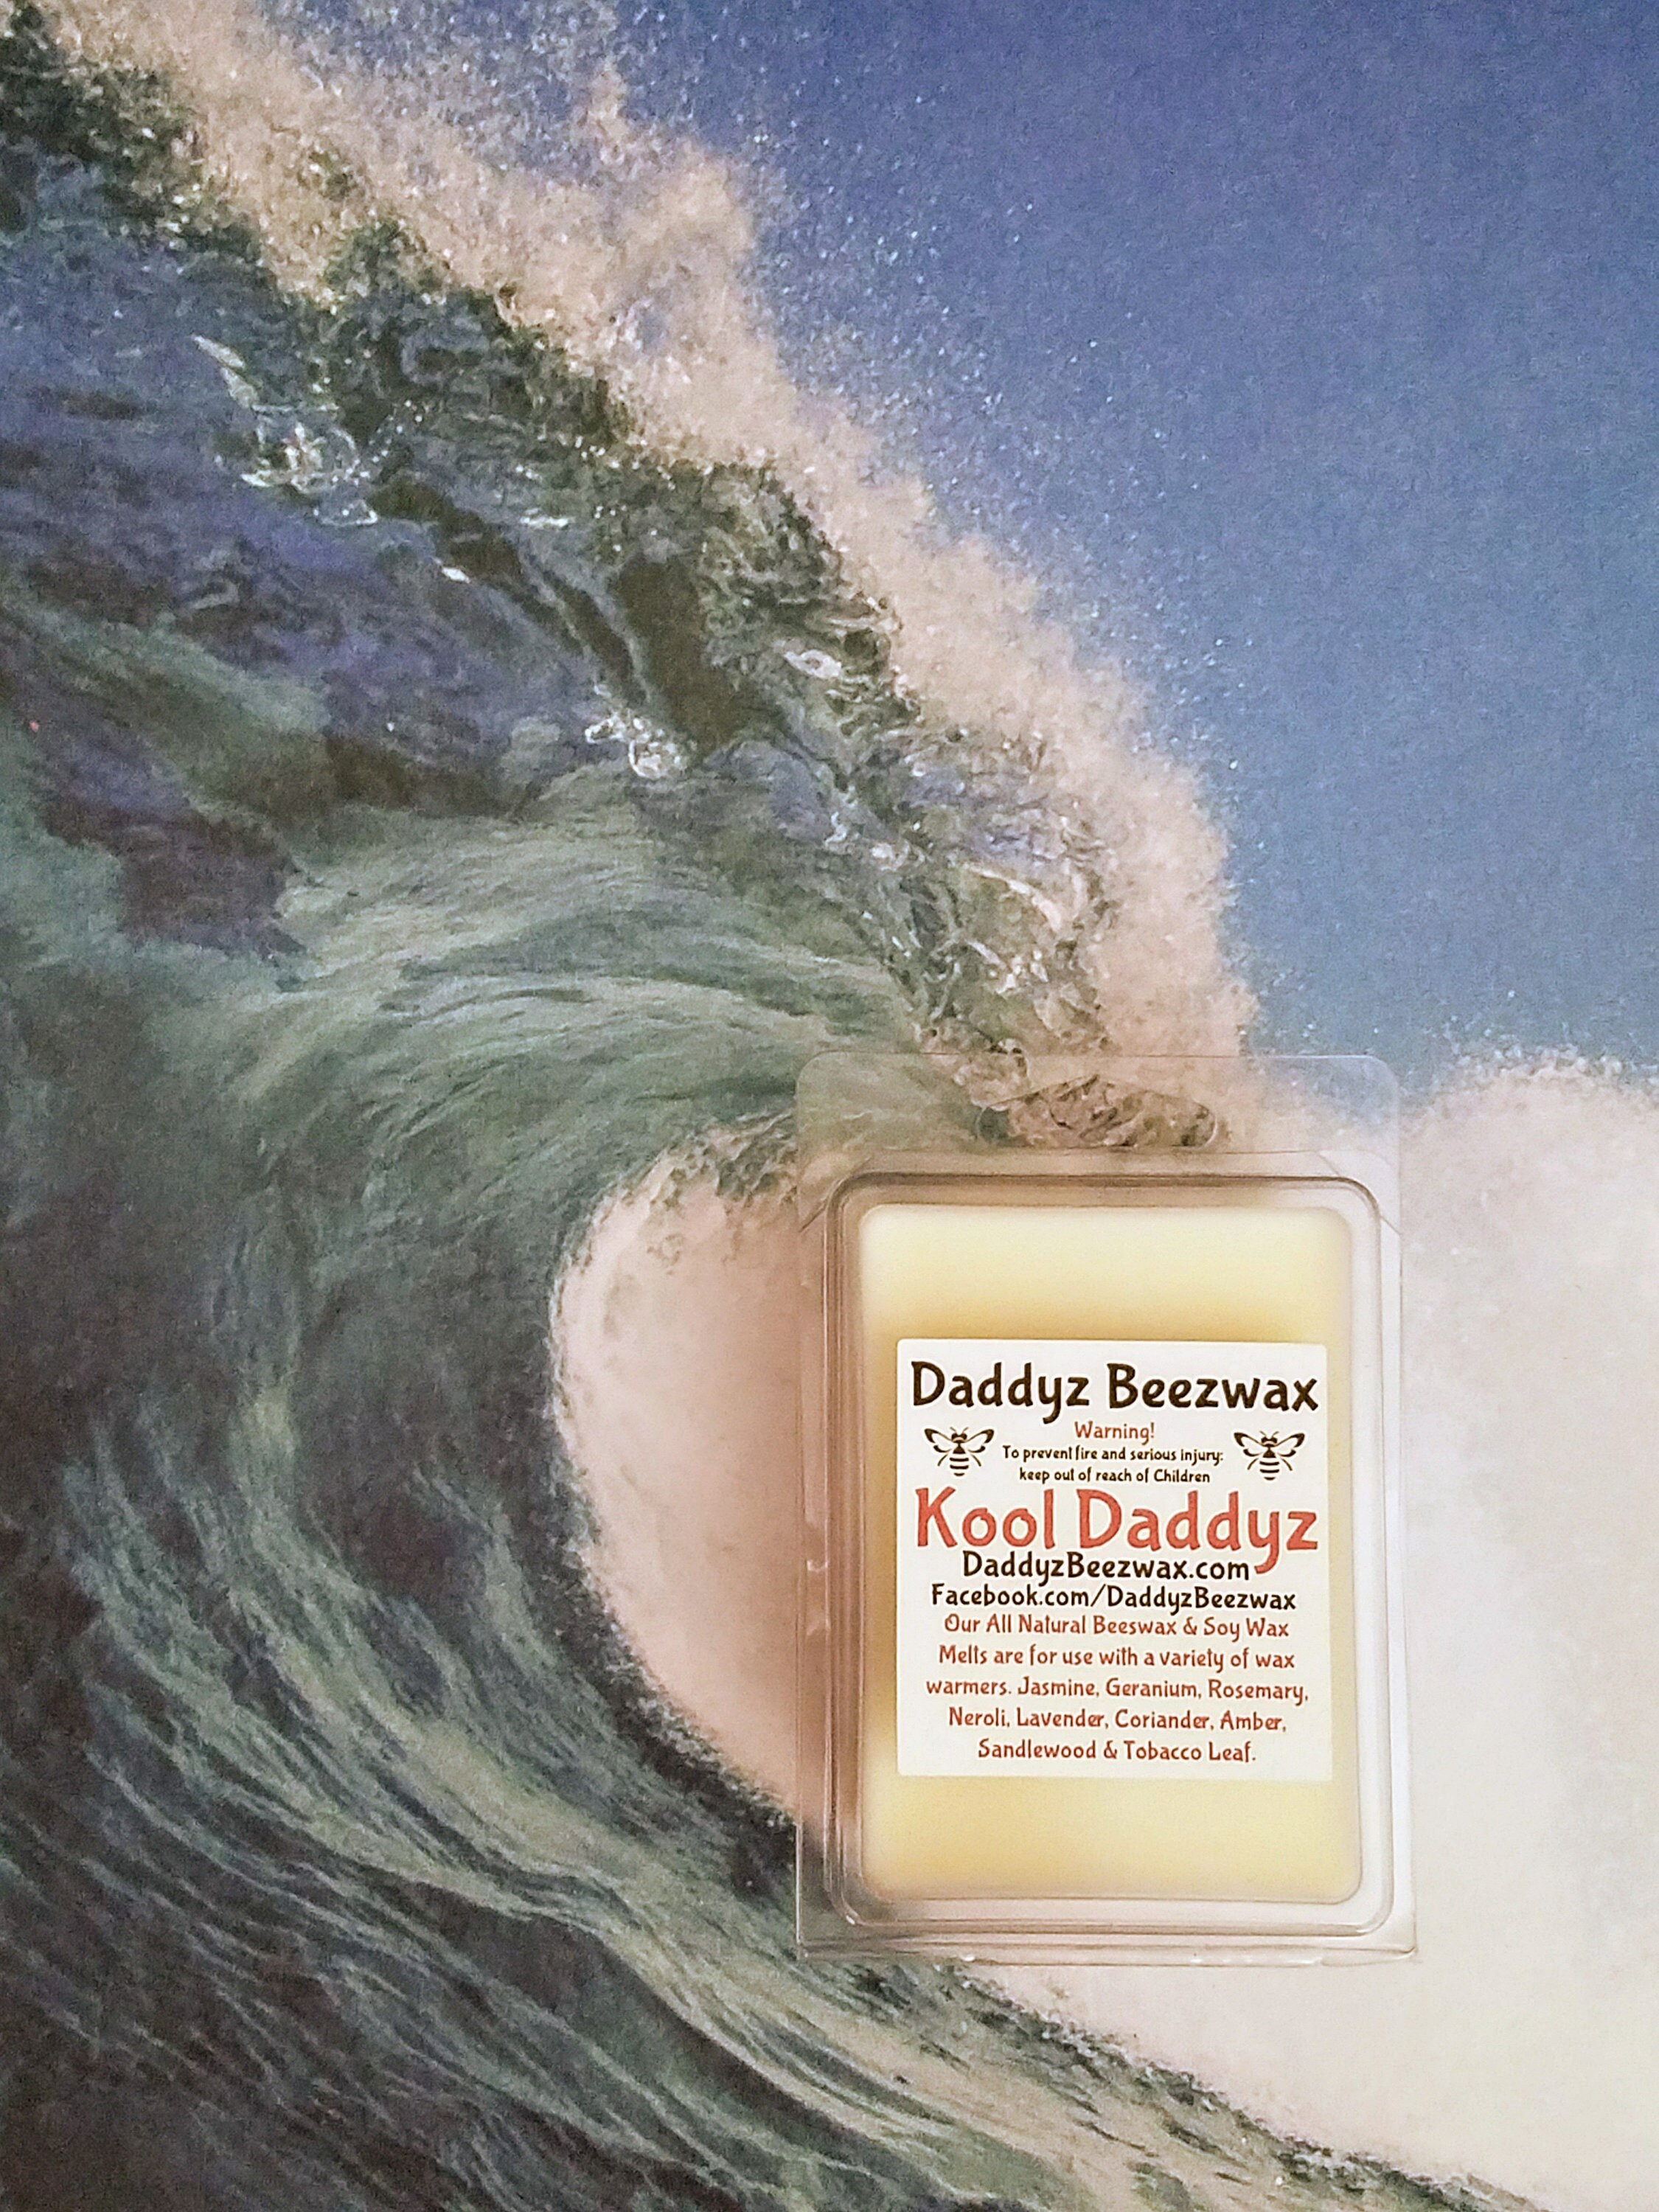 Daddyz Beezwax
Warning!
To prevent fire and serious injury:
keep out of reach of Children
Kool Daddyz
DaddyzBeezwax.com
Facebook.com/DaddyzBeezwax
Our All Natural Beeswax & Soy Wax
Melts are for use with a variety of wax
warmers. Jasmine, Geranium, Rosemary,
Neroli, Lavender, Coriander, Amber,
Sandlewood & Tobacco Leaf.